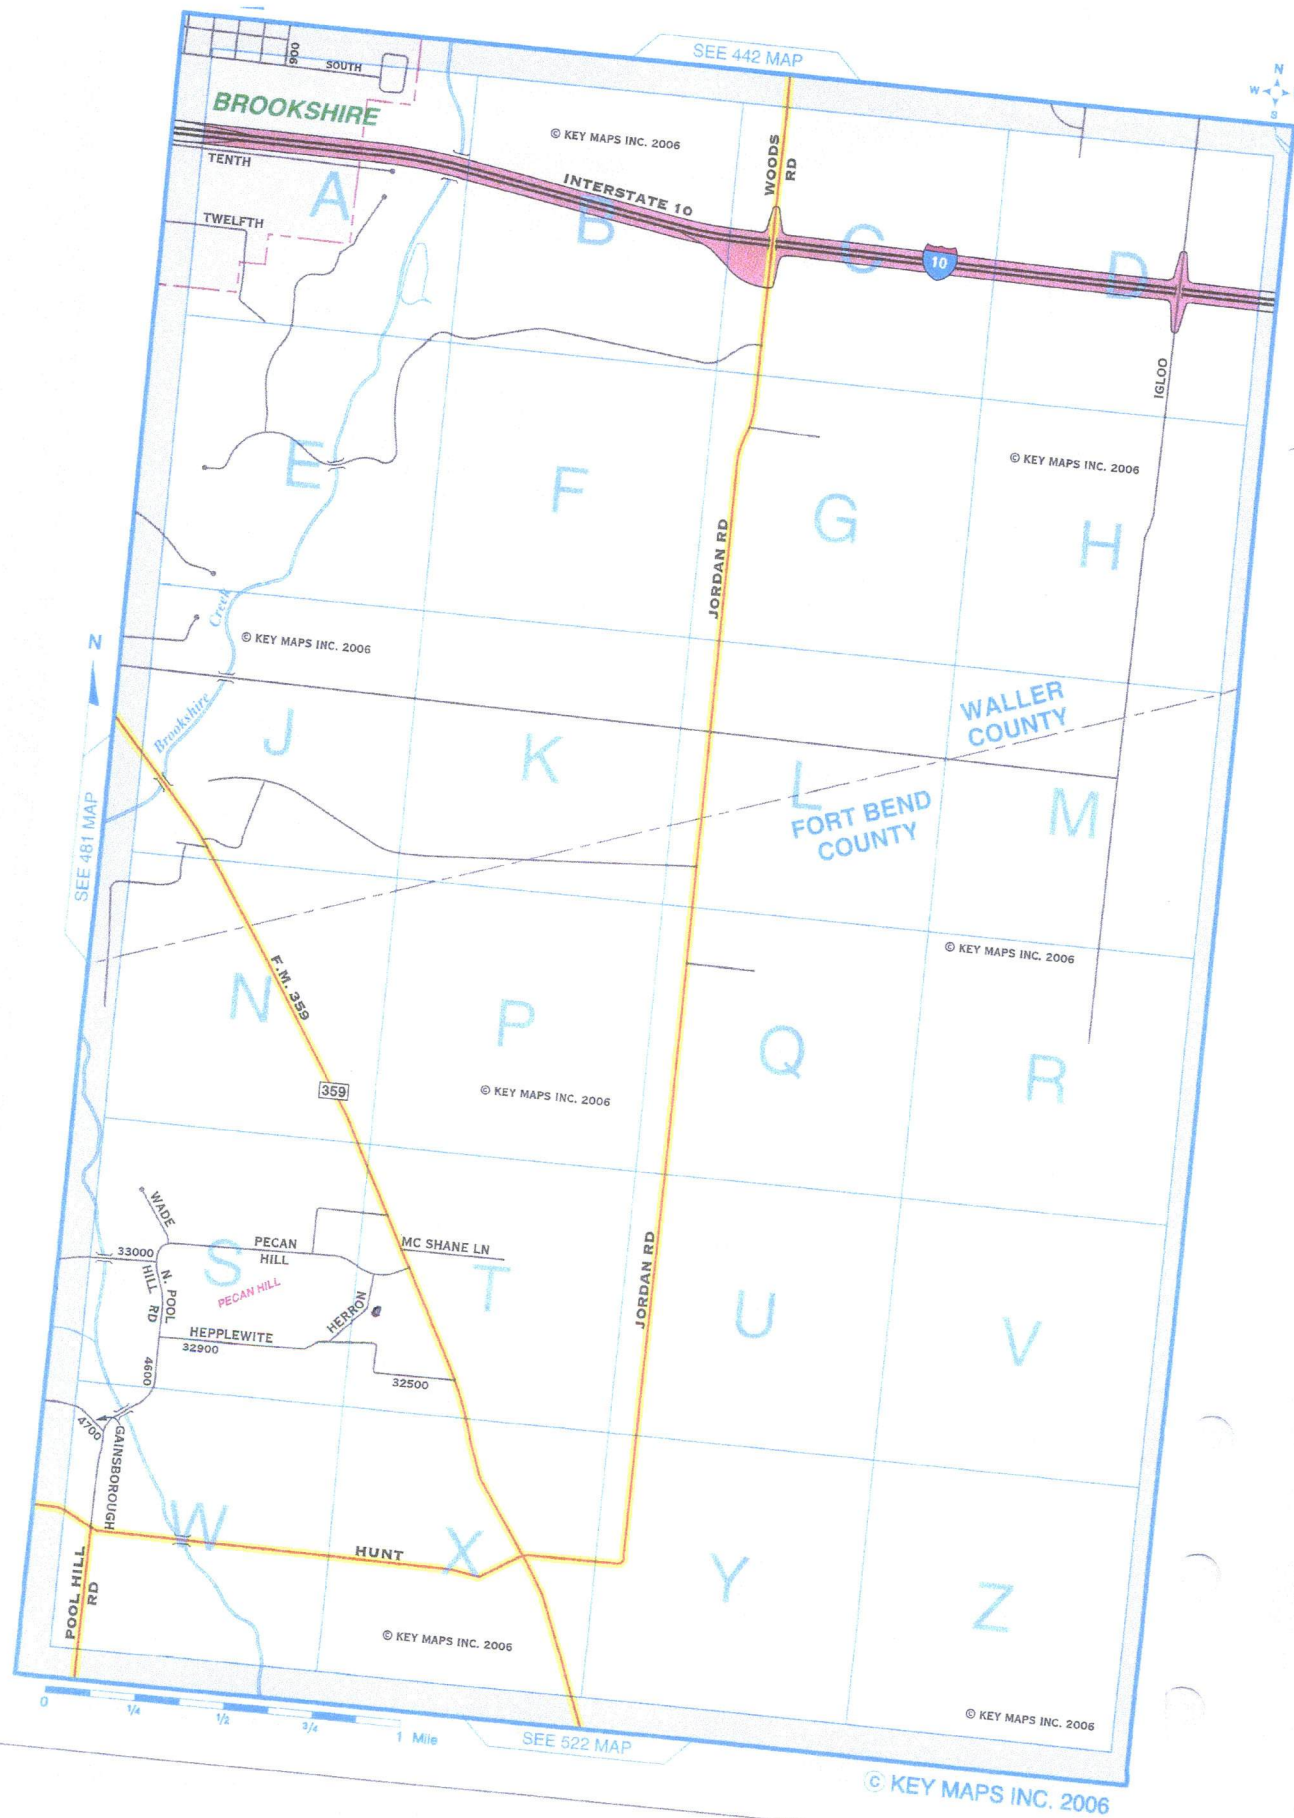 SEE 442 MAP
N
W
S
900
SOUTH
BROOKSHIRE
© KEY MAPS INC. 2006
WOODS
RD
TENTH
A
INTERSTATE 10
B
C
10
D
TWELFTH
IGLOO
E
F
G
© KEY MAPS INC. 2006
H
JORDAN RD
Creek
© KEY MAPS INC. 2006
N
Brookshire
J
K
L
WALLER
COUNTY
FORT BEND
COUNTY
M
SEE 481 MAP
© KEY MAPS INC. 2006
N
F.M. 359
P
Q
R
359
© KEY MAPS INC. 2006
WADE
33000
PECAN
HILL
MC SHANE LN
S
T
U
V
N. POOL
HILL RD
PECAN HILL
HERRON
JORDAN RD
HEPPLEWITE
32900
4600
32500
4700
GAINSBOROUGH
W
HUNT
X
Y
Z
POOL HILL
RD
© KEY MAPS INC. 2006
© KEY MAPS INC. 2006
0
1/4
1/2
3/4
1 Mile
SEE 522 MAP
© KEY MAPS INC. 2006